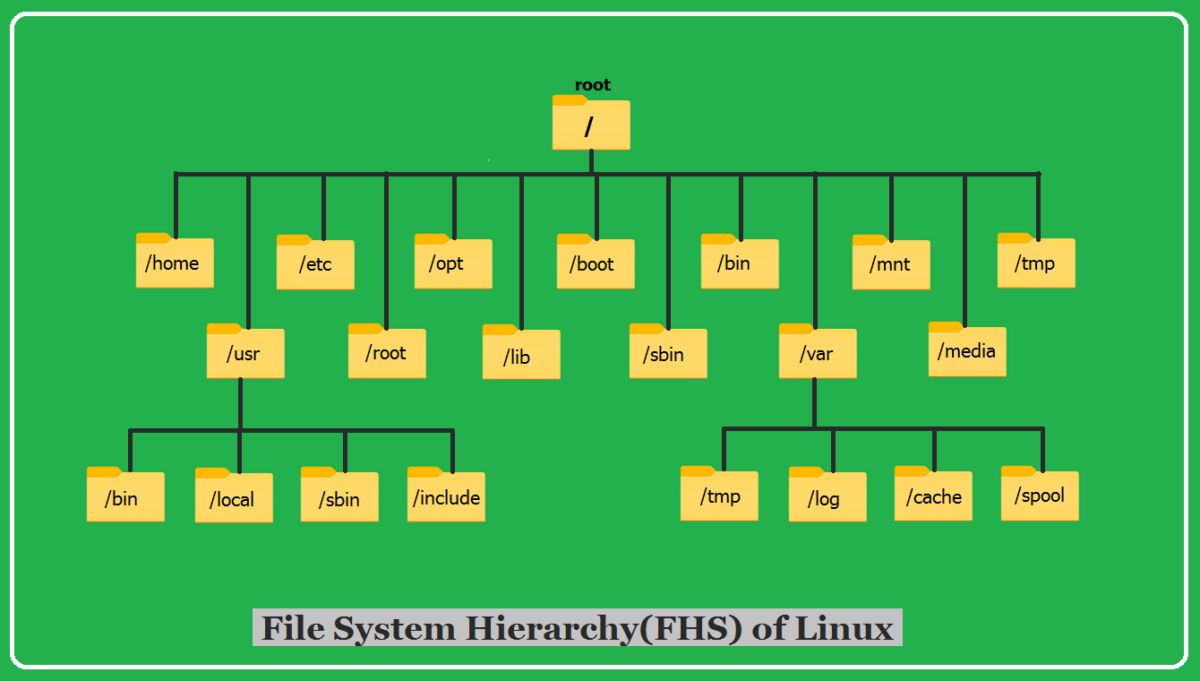 root
/
/home
/etc
/opt
/boot
/bin
/mnt
/tmp
/usr
/root
/lib
/sbin
/var
/media
/bin
/local
/sbin
/include
/tmp
/log
/cache
/spool
File System Hierarchy(FHS) of Linux